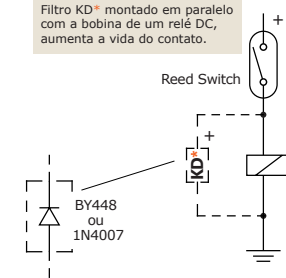 Filtro KD* montado em paralelo
com a bobina de um relé DC,
aumenta a vida do contato.
+
Reed Switch
+
KD*
BY448
ou
1N4007